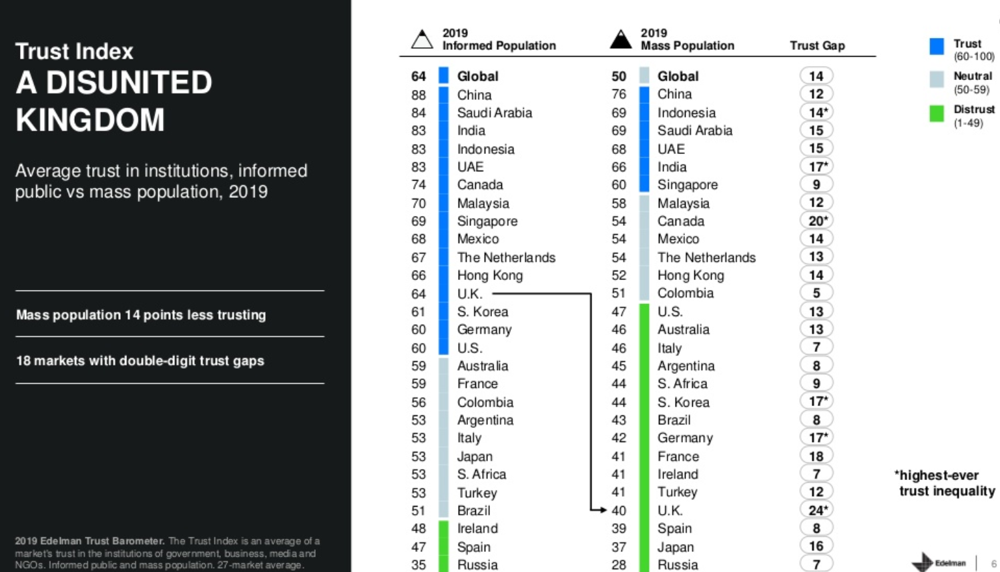 Trust Index
A DISUNITED
KINGDOM
Average trust in institutions, informed
public vs mass population, 2019
Mass population 14 points less trusting
18 markets with double-digit trust gaps
2019 Edelman Trust Barometer. The Trust Index is an average of a
market's trust in the institutions of government, business, media and
NGOs. Informed public and mass population. 27-market average.
2019 Informed Population 2019 Mass Population Trust Gap
64 Global 50 Global 14
88 China 76 China 12
84 Saudi Arabia 69 Indonesia 14*
83 India 69 Saudi Arabia 15
83 Indonesia 68 UAE 15
83 UAE 66 India 17*
74 Canada 60 Singapore 9
70 Malaysia 58 Malaysia 12
69 Singapore 54 Canada 20*
68 Mexico 54 Mexico 14
67 The Netherlands 54 The Netherlands 13
66 Hong Kong 52 Hong Kong 14
64 U.K. 51 Colombia 5
61 S. Korea 47 U.S. 13
60 Germany 46 Australia 13
60 U.S. 46 Italy 7
59 Australia 45 Argentina 8
59 France 44 S. Africa 9
56 Colombia 44 S. Korea 17*
53 Argentina 43 Brazil 8
53 Italy 42 Germany 17*
53 Japan 41 France 18
53 S. Africa 41 Ireland 7
53 Turkey 41 Turkey 12
51 Brazil 40 U.K. 24*
48 Ireland 39 Spain 8
47 Spain 37 Japan 16
35 Russia 28 Russia 7
Trust
(60-100)
Neutral
(50-59)
Distrust
(1-49)
*highest-ever
trust inequality
Edelman 6